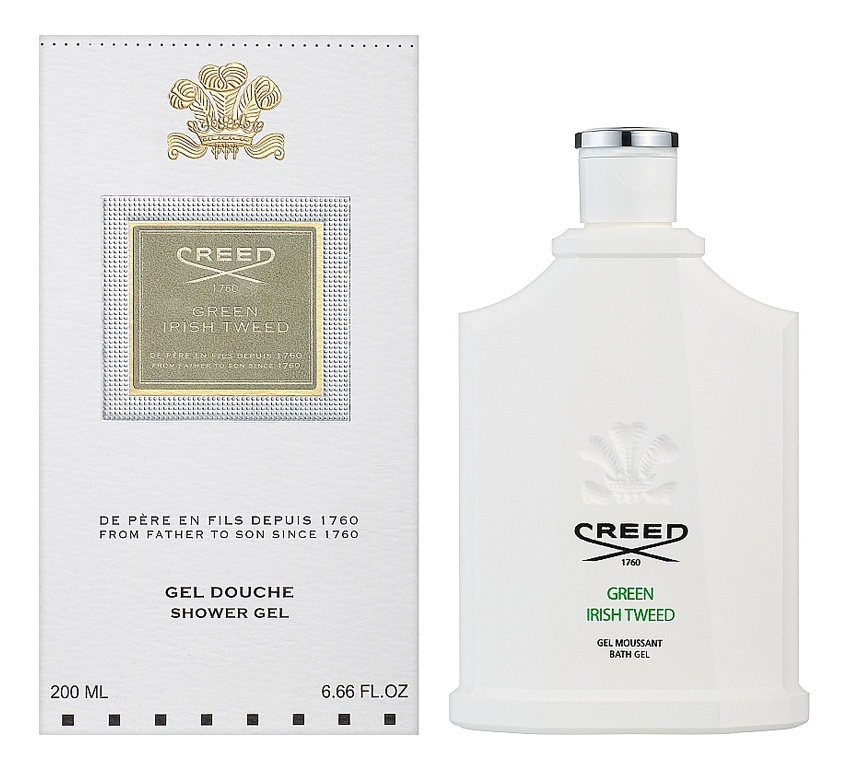 CREED
1760
GREEN
IRISH TWEED
DE PÈRE EN FILS DEPUIS 1760
FROM FATHER TO SON SINCE 1760
DE PÈRE EN FILS DEPUIS 1760
FROM FATHER TO SON SINCE 1760
GEL DOUCHE
SHOWER GEL
200 ML 6.66 FL.OZ
CREED
1760
GREEN
IRISH TWEED
GEL MOUSSANT
BATH GEL